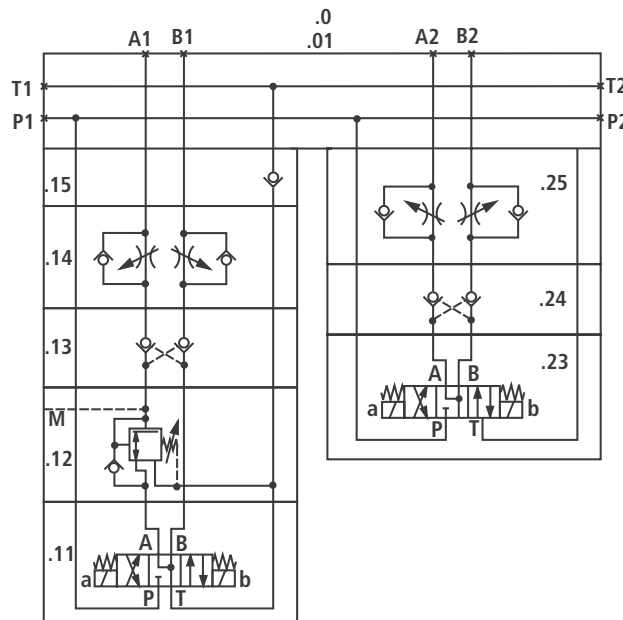 .0
A1 B1 .01 A2 B2
T1 T2
P1 P2
.15 .25
.14
.24
.13
.23
A B
M
a b
.12 P T
.11 A B
a b
P T